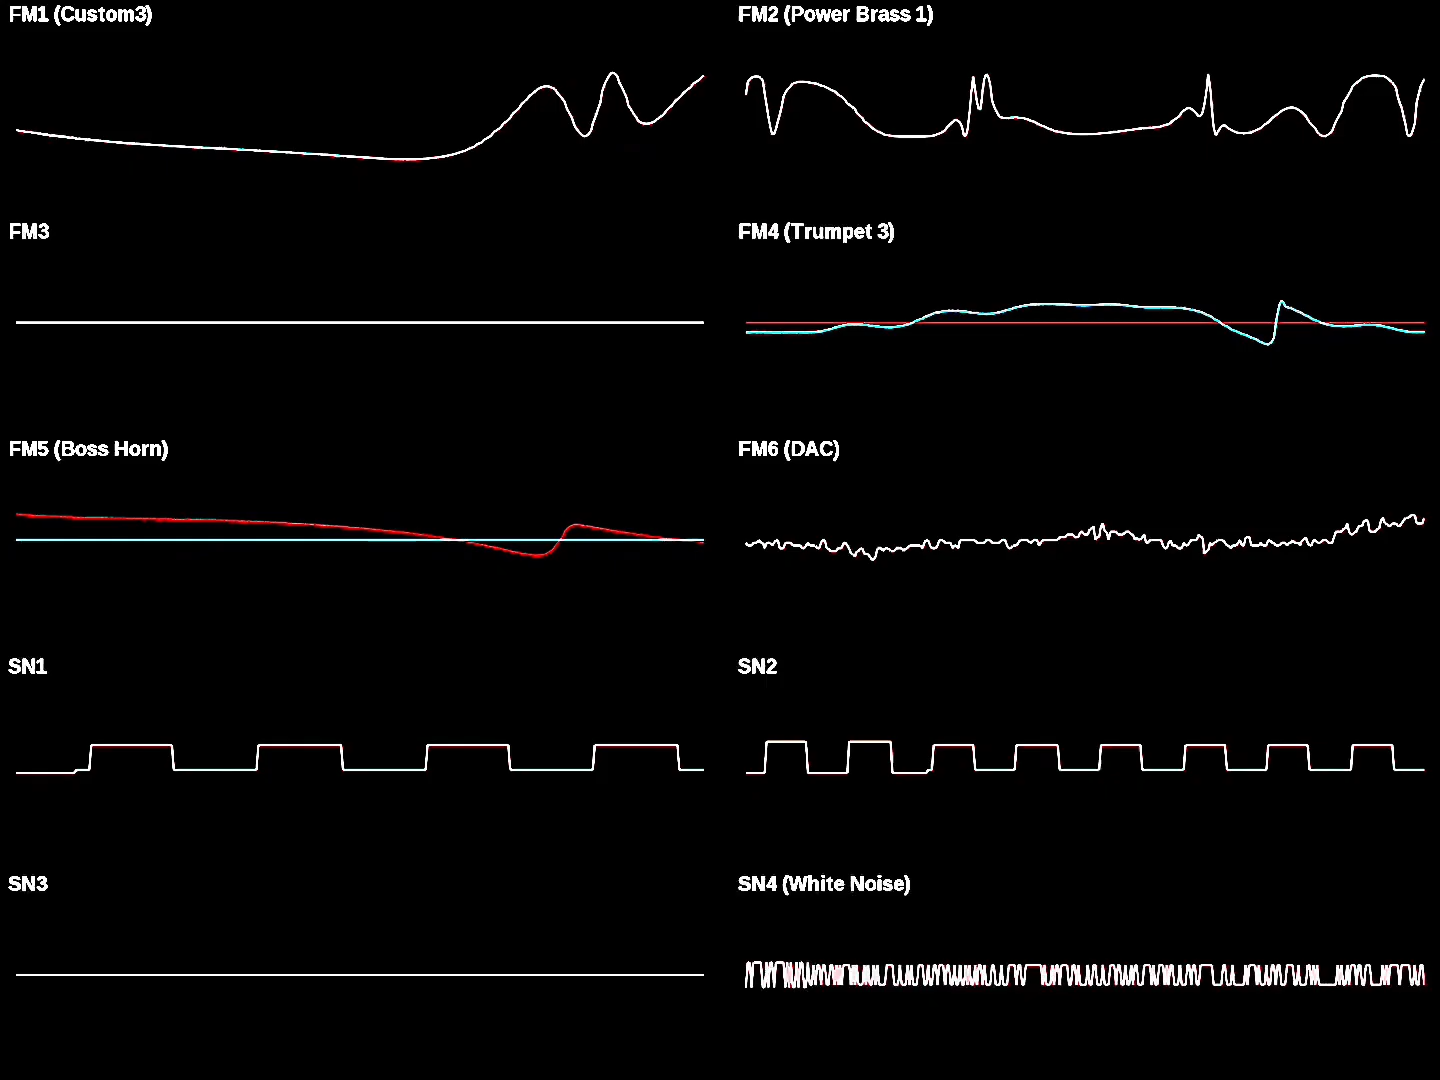 FM1 (Custom3)
FM2 (Power Brass 1)
FM3
FM4 (Trumpet 3)
FM5 (Boss Horn)
FM6 (DAC)
SN1
SN2
SN3
SN4 (White Noise)